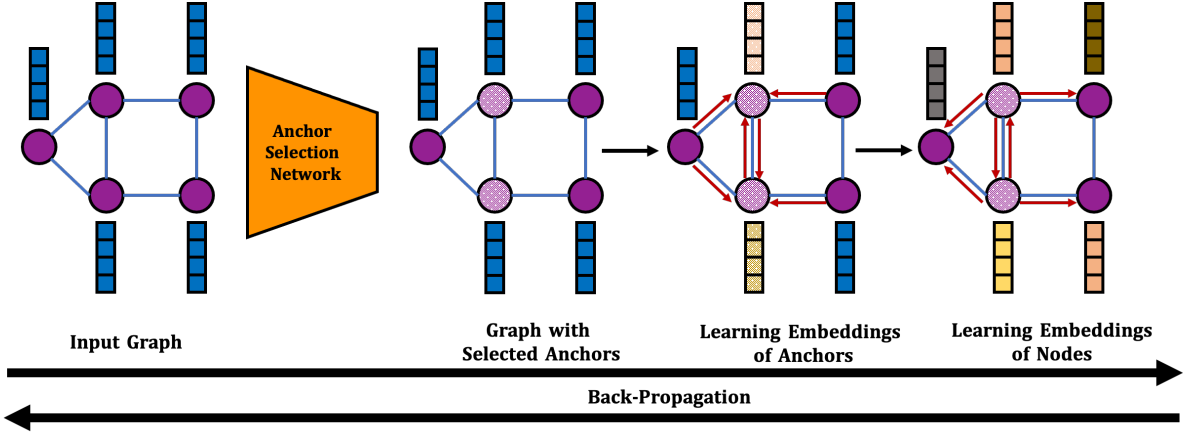 Anchor
Selection
Network
Input Graph
Graph with
Selected Anchors
Learning Embeddings
of Anchors
Learning Embeddings
of Nodes
Back-Propagation